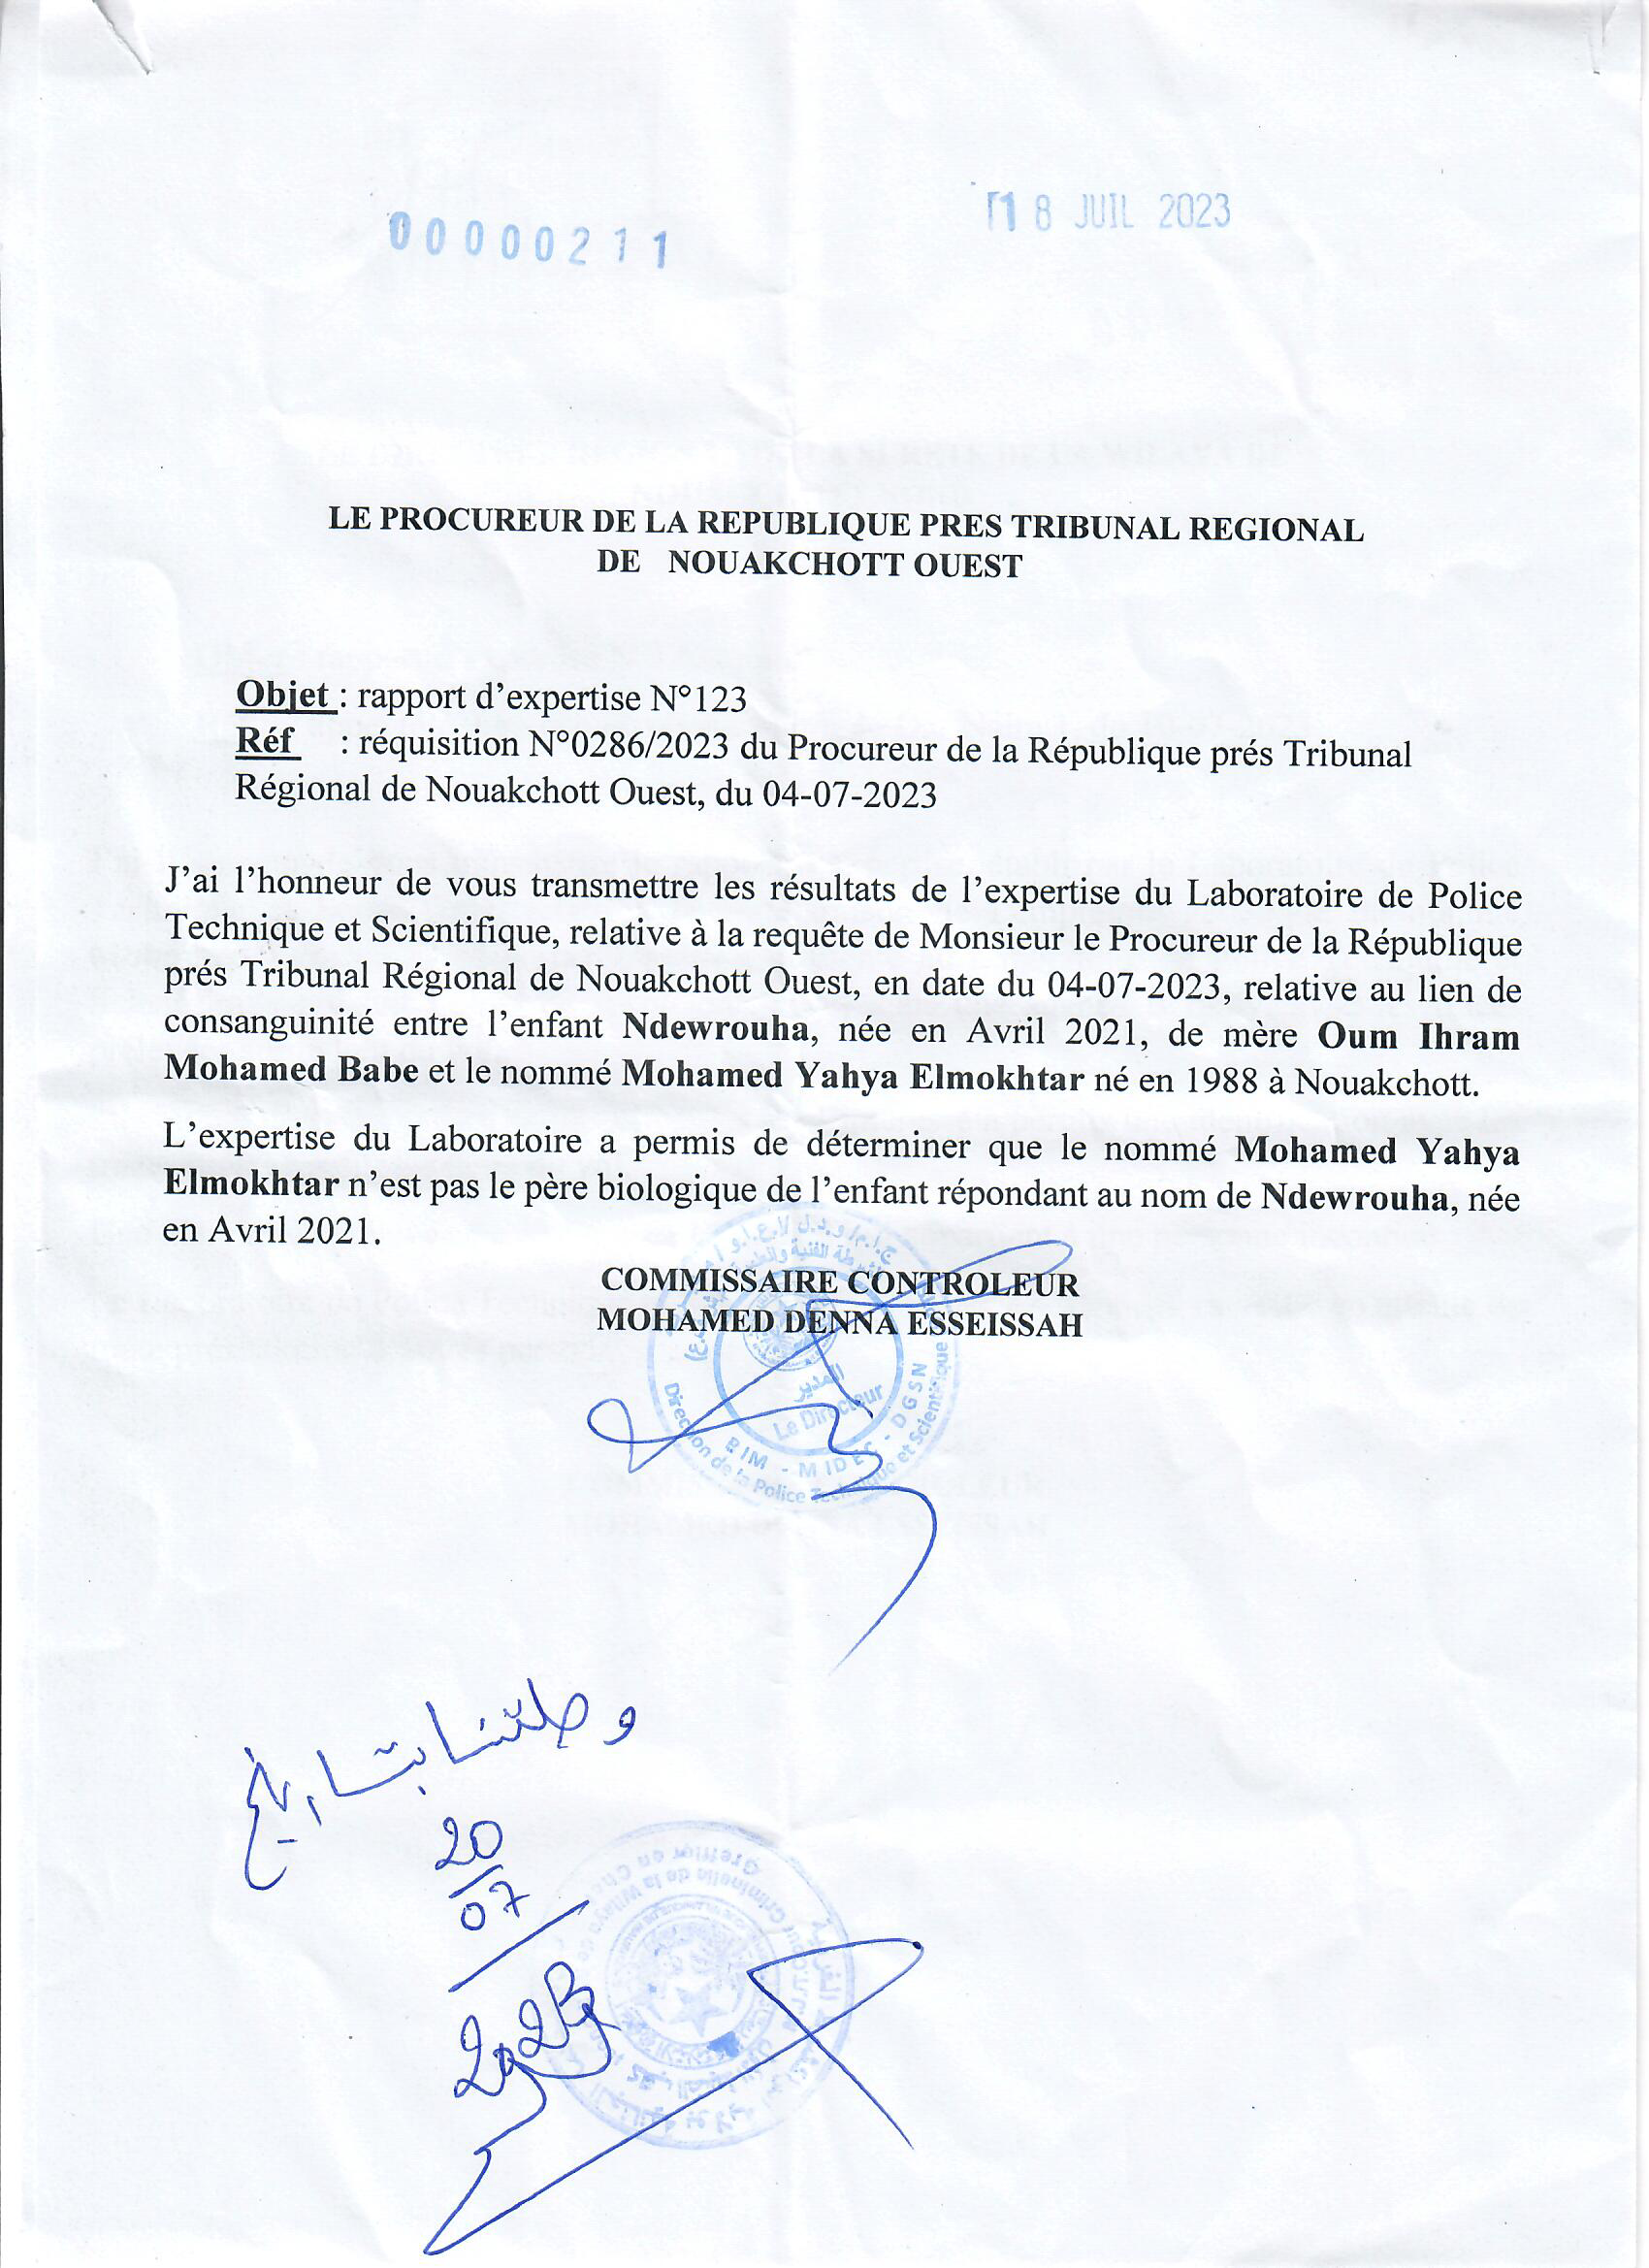 00000211
18 JUIL 2023
LE PROCUREUR DE LA REPUBLIQUE PRES TRIBUNAL REGIONAL
DE NOUAKCHOTT OUEST
Objet : rapport d’expertise N°123
Réf : réquisition N°0286/2023 du Procureur de la République prés Tribunal
Régional de Nouakchott Ouest, du 04-07-2023
J’ai l’honneur de vous transmettre les résultats de l’expertise du Laboratoire de Police
Technique et Scientifique, relative à la requête de Monsieur le Procureur de la République
prés Tribunal Régional de Nouakchott Ouest, en date du 04-07-2023, relative au lien de
consanguinité entre l’enfant Ndewrouha, née en Avril 2021, de mère Oum Ihram
Mohamed Babe et le nommé Mohamed Yahya Elmokhtar né en 1988 à Nouakchott.
L’expertise du Laboratoire a permis de déterminer que le nommé Mohamed Yahya
Elmokhtar n’est pas le père biologique de l’enfant répondant au nom de Ndewrouha, née
en Avril 2021.
COMMISSAIRE CONTROLEUR
MOHAMED DENNA ESSEISSAH
المدير
Le Directeur
RIM - MIDEC - DGSN
Direction de la Police Technique et Scientifique
وصلتنا بتاريخ
20
07
2023